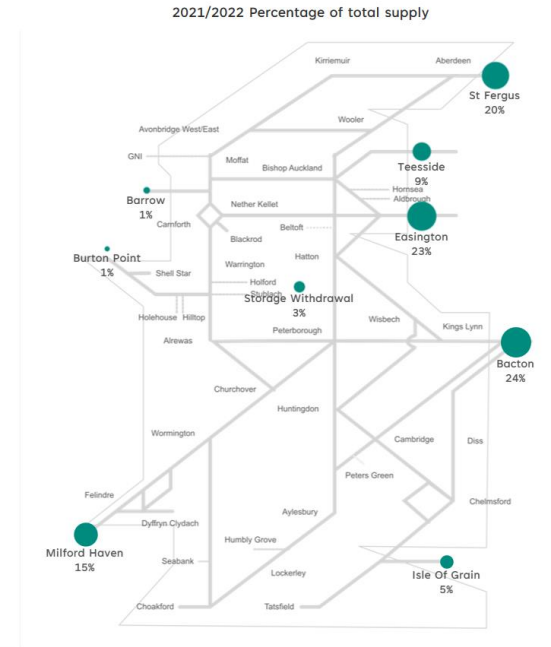 2021/2022 Percentage of total supply
Kirriemuir
Aberdeen
St Fergus
20%
Wooler
Avonbridge West/East
GNI
Moffat
Bishop Auckland
Teesside
9%
Hornsea
Aldbrough
Barrow
1%
Nether Kellet
Carnforth
Beltoft
Easington
23%
Blackrod
Hatton
Burton Point
1%
Warrington
Shell Star
Holford
Stublach
Storage Withdrawal
3%
Holehouse
Hilltop
Wisbech
Kings Lynn
Peterborough
Alrewas
Bacton
24%
Churchover
Huntingdon
Wormington
Cambridge
Diss
Peters Green
Felindre
Chelmsford
Aylesbury
Dyffryn Clydach
Milford Haven
15%
Humbly Grove
Seabank
Lockerley
Isle Of Grain
5%
Choakford
Tatsfield